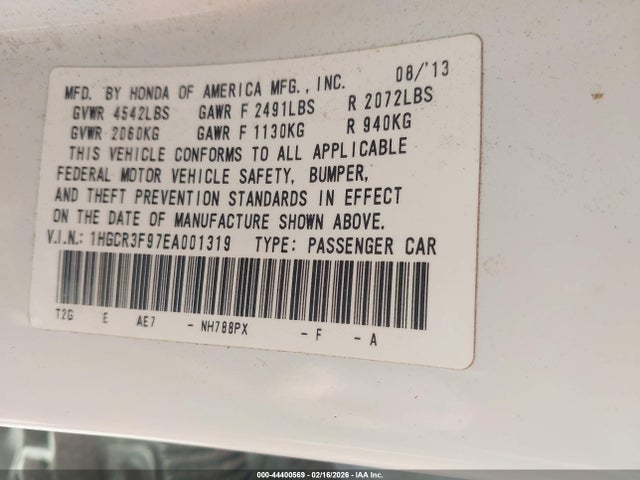 MFD. BY HONDA OF AMERICA MFG., INC. 08/'13
GVWR 4542LBS GAWR F 2491LBS R 2072LBS
GVWR 2060KG GAWR F 1130KG R 940KG
THIS VEHICLE CONFORMS TO ALL APPLICABLE
FEDERAL MOTOR VEHICLE SAFETY, BUMPER,
AND THEFT PREVENTION STANDARDS IN EFFECT
ON THE DATE OF MANUFACTURE SHOWN ABOVE.
V.I.N.: 1HGCR3F97EA001319 TYPE: PASSENGER CAR
T2G E AE7 - NH788PX - F - A
000-44400569 - 02/16/2026 - IAA Inc.